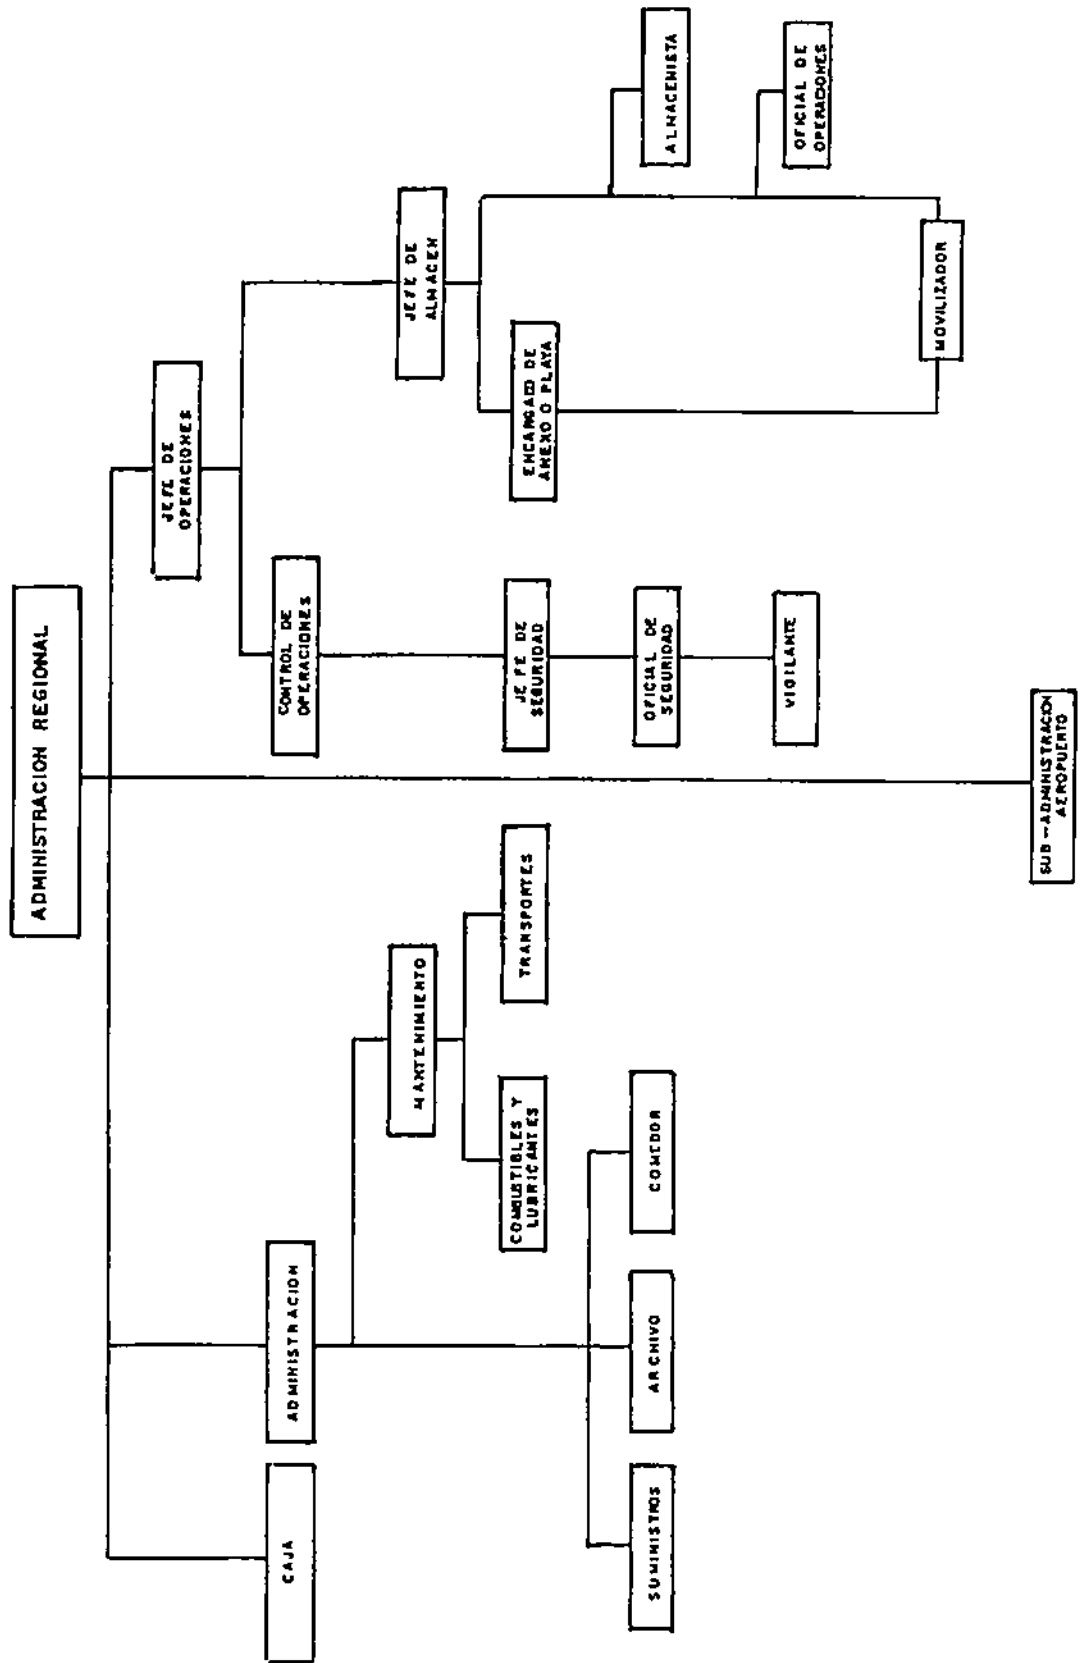 ADMINISTRACION REGIONAL
JEFE DE
OPERACIONES
CAJA
ADMINISTRACION
CONTROL DE
OPERACIONES
MANTENIMIENTO
JEFE DE
ALMACEN
COMBUSTIBLES Y
LUBRICANTES
TRANSPORTES
JEFE DE
SEGURIDAD
ENCARGADO DE
ANEXO O PLAYA
SUMINISTROS
ARCHIVO
COMEDOR
OFICIAL DE
SEGURIDAD
ALMACENISTA
VIGILANTE
OFICIAL DE
OPERACIONES
MOVILIZADOR
SUB-ADMINISTRACION
AEROPUERTO